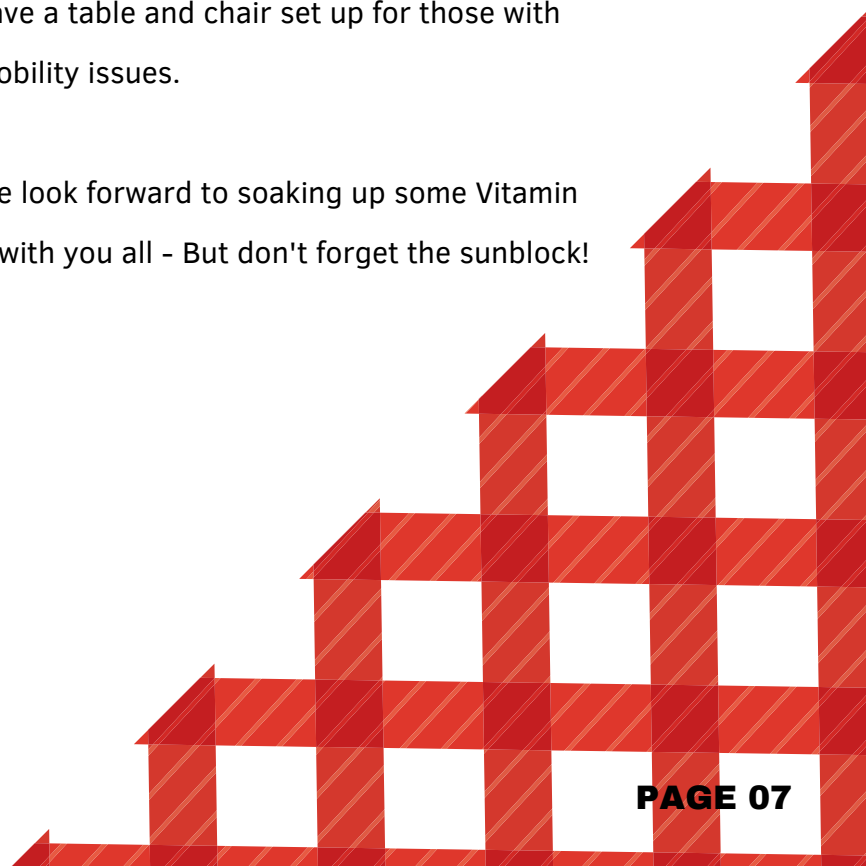 ve a table and chair set up for those with
obility issues.
e look forward to soaking up some Vitamin
with you all - But don't forget the sunblock!
PAGE 07